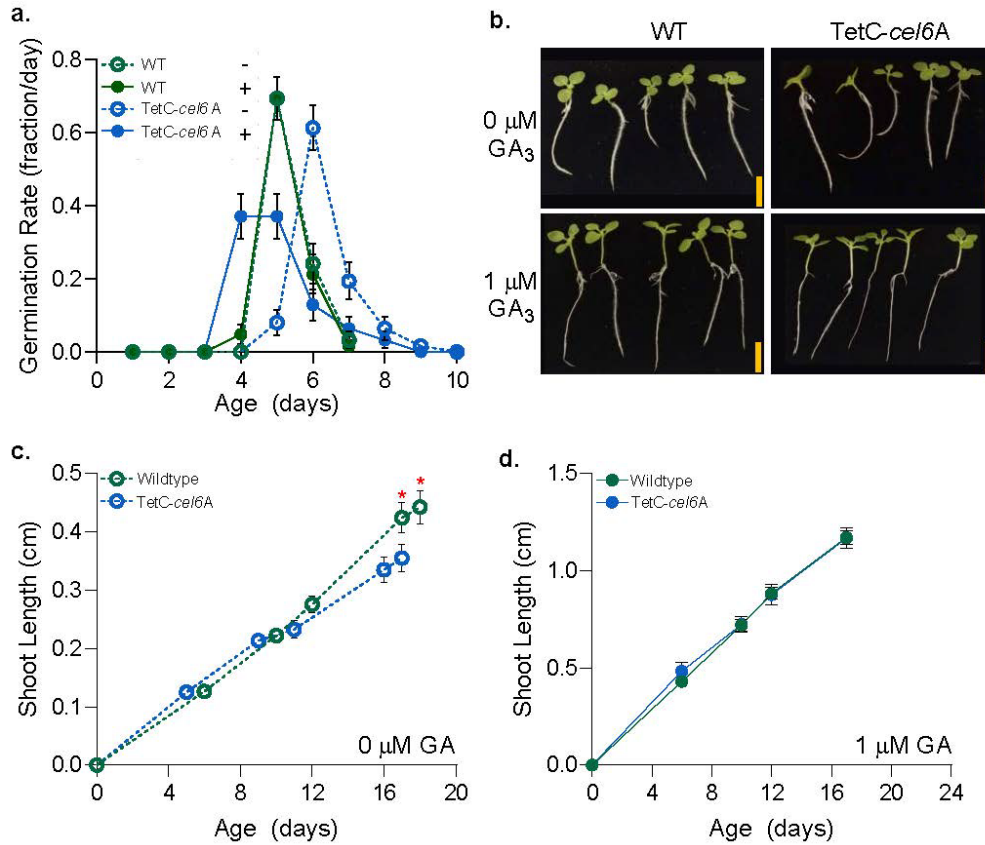 a.
Germination Rate (fraction/day)
0.8
0.6
0.4
0.2
0.0
WT -
WT +
TetC-cel6A -
TetC-cel6A +
0 2 4 6 8 10
Age (days)
b.
WT TetC-cel6A
0 μM
GA3
1 μM
GA3
c.
Shoot Length (cm)
0.5
0.4
0.3
0.2
0.1
0.0
Wildtype
TetC-cel6A
* *
0 μM GA
0 4 8 12 16 20
Age (days)
d.
Shoot Length (cm)
1.5
1.0
0.5
0.0
Wildtype
TetC-cel6A
1 μM GA
0 4 8 12 16 20 24
Age (days)